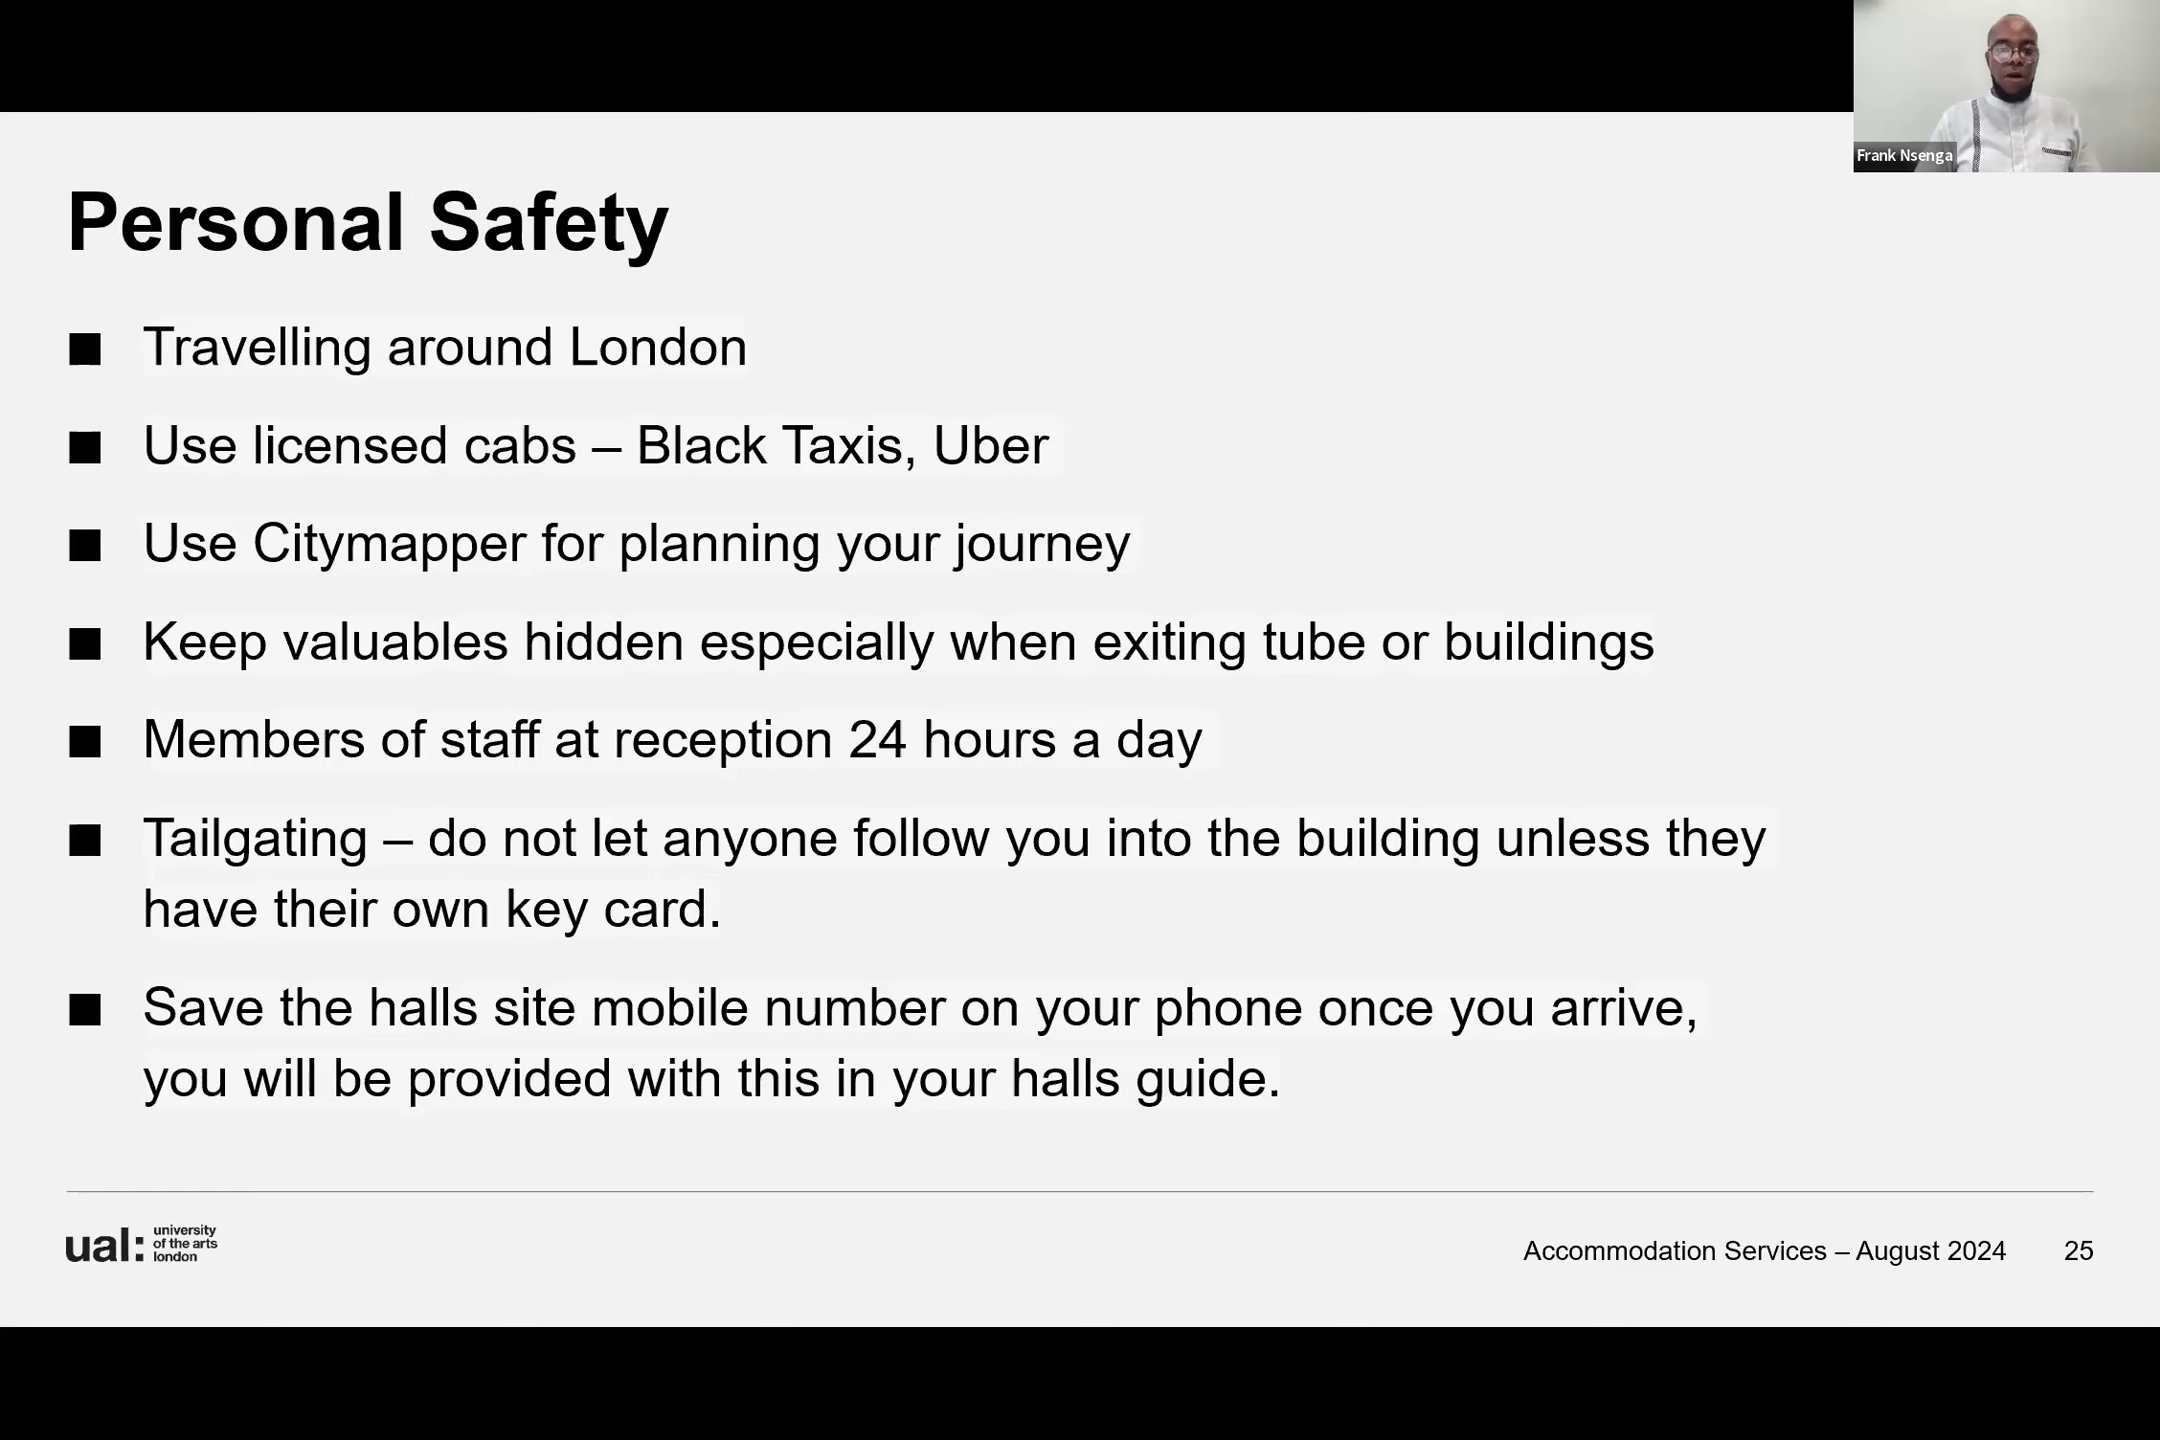 Frank Nsenga
Personal Safety
Travelling around London
Use licensed cabs – Black Taxis, Uber
Use Citymapper for planning your journey
Keep valuables hidden especially when exiting tube or buildings
Members of staff at reception 24 hours a day
Tailgating – do not let anyone follow you into the building unless they
have their own key card.
Save the halls site mobile number on your phone once you arrive,
you will be provided with this in your halls guide.
ual: university
of the arts
london
Accommodation Services – August 2024 25